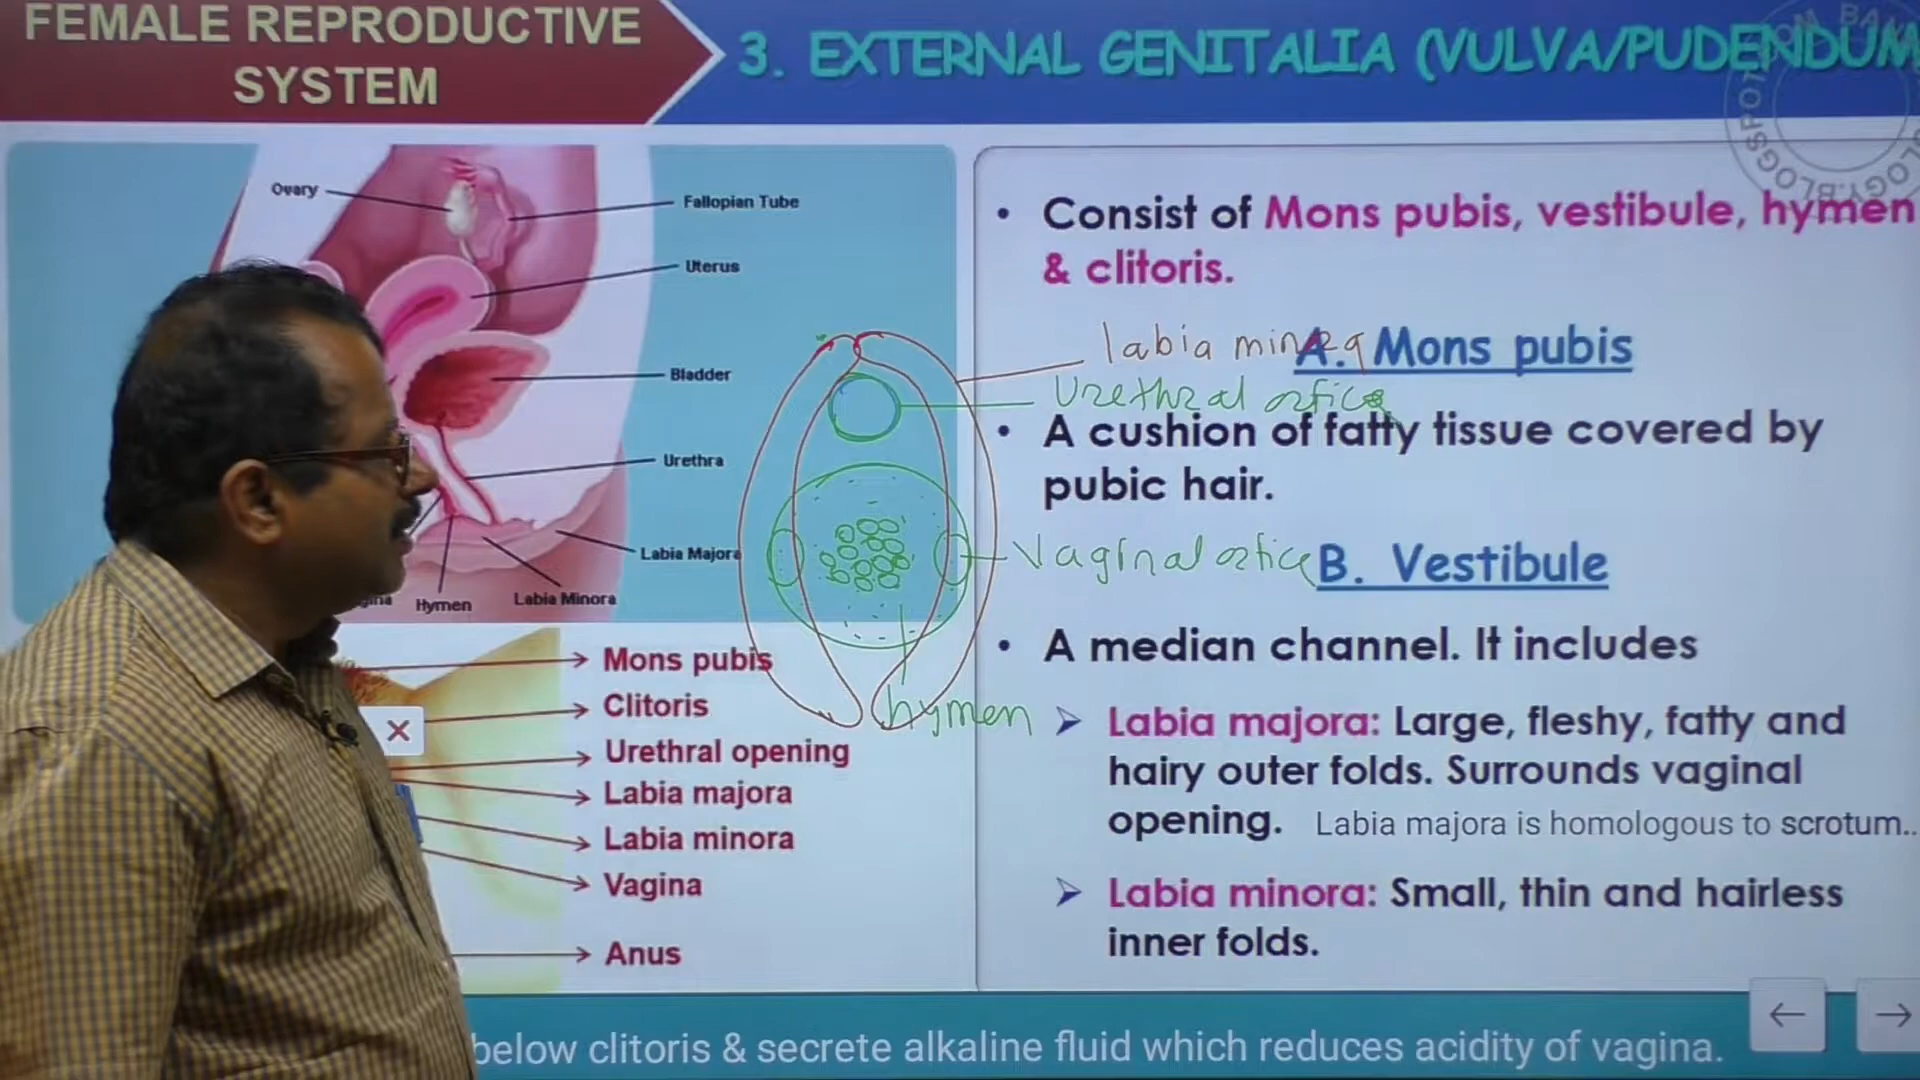 FEMALE REPRODUCTIVE
SYSTEM
3. EXTERNAL GENITALIA (VULVA/PUDENDUM
Ovary
Fallopian Tube
Uterus
Bladder
Urethra
Labia Majora
Hymen
Labia Minora
Mons pubis
Clitoris
Urethral opening
Labia majora
Labia minora
Vagina
Anus
labia minora
Urethral orfice
Vaginal orfice
hymen
• Consist of Mons pubis, vestibule, hymen
& clitoris.
A. Mons pubis
• A cushion of fatty tissue covered by
pubic hair.
B. Vestibule
• A median channel. It includes
➤ Labia majora: Large, fleshy, fatty and
hairy outer folds. Surrounds vaginal
opening. Labia majora is homologous to scrotum..
➤ Labia minora: Small, thin and hairless
inner folds.
below clitoris & secrete alkaline fluid which reduces acidity of vagina.